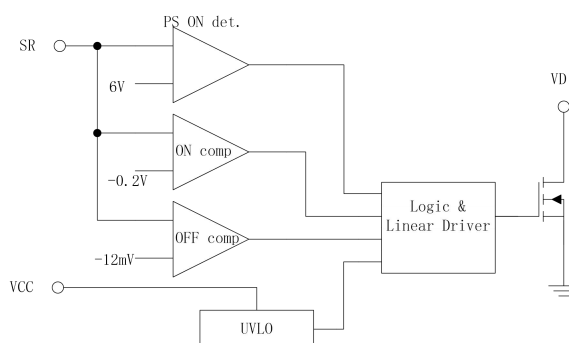 PS ON det.
SR
6V
VD
ON comp
-0.2V
Logic &
Linear Driver
OFF comp
-12mV
VCC
UVLO